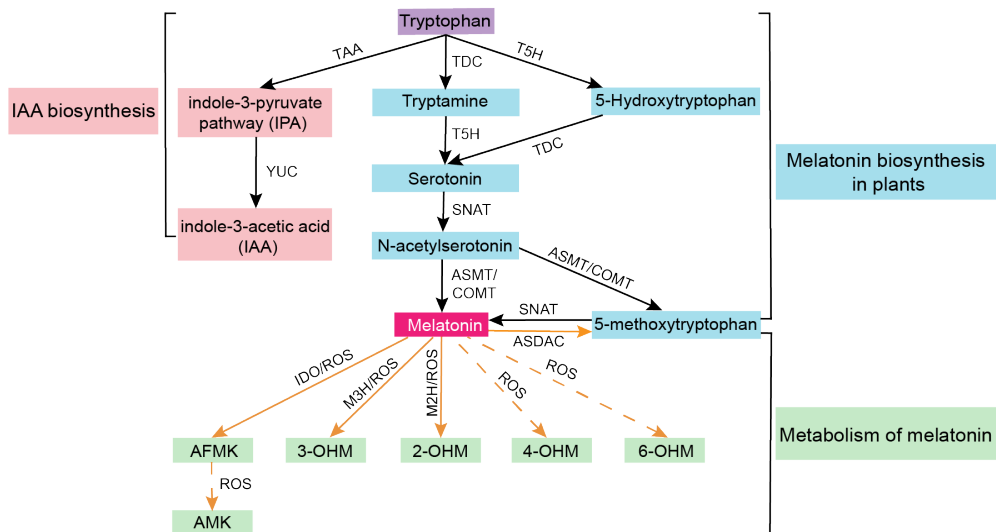 Tryptophan
TAA
TDC
T5H
IAA biosynthesis
indole-3-pyruvate
pathway (IPA)
Tryptamine
5-Hydroxytryptophan
T5H
TDC
YUC
Serotonin
Melatonin biosynthesis
in plants
SNAT
indole-3-acetic acid
(IAA)
N-acetylserotonin
ASMT/COMT
ASMT/
COMT
SNAT
Melatonin
5-methoxytryptophan
ASDAC
IDO/ROS
M3H/ROS
M2H/ROS
ROS
ROS
Metabolism of melatonin
AFMK
3-OHM
2-OHM
4-OHM
6-OHM
ROS
AMK